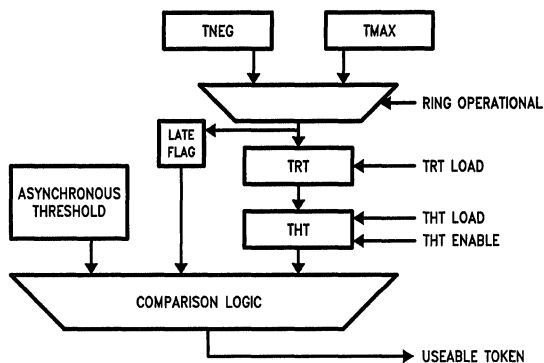 TNEG
TMAX
RING OPERATIONAL
LATE
FLAG
TRT
TRT LOAD
ASYNCHRONOUS
THRESHOLD
THT
THT LOAD
THT ENABLE
COMPARISON LOGIC
USEABLE TOKEN